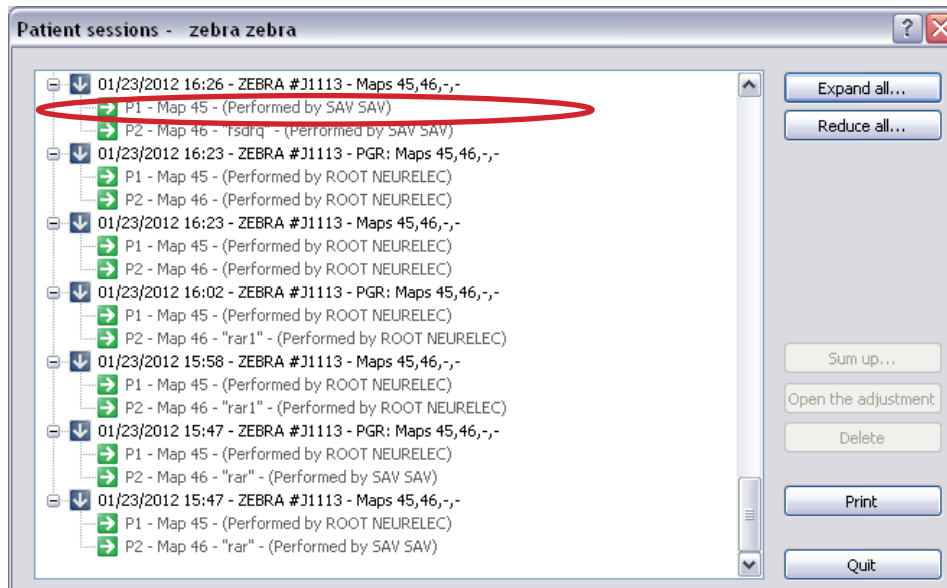 Patient sessions - zebra zebra
01/23/2012 16:26 - ZEBRA #J1113 - Maps 45,46,-,-
P1 - Map 45 - (Performed by SAV SAV)
P2 - Map 46 - "fsdfq" - (Performed by SAV SAV)
01/23/2012 16:23 - ZEBRA #J1113 - PGR: Maps 45,46,-,-
P1 - Map 45 - (Performed by ROOT NEURELEC)
P2 - Map 46 - (Performed by ROOT NEURELEC)
01/23/2012 16:23 - ZEBRA #J1113 - Maps 45,46,-,-
P1 - Map 45 - (Performed by ROOT NEURELEC)
P2 - Map 46 - (Performed by ROOT NEURELEC)
01/23/2012 16:02 - ZEBRA #J1113 - PGR: Maps 45,46,-,-
P1 - Map 45 - (Performed by ROOT NEURELEC)
P2 - Map 46 - "rar1" - (Performed by ROOT NEURELEC)
01/23/2012 15:58 - ZEBRA #J1113 - Maps 45,46,-,-
P1 - Map 45 - (Performed by ROOT NEURELEC)
P2 - Map 46 - "rar1" - (Performed by ROOT NEURELEC)
01/23/2012 15:47 - ZEBRA #J1113 - PGR: Maps 45,46,-,-
P1 - Map 45 - (Performed by ROOT NEURELEC)
P2 - Map 46 - "rar" - (Performed by SAV SAV)
01/23/2012 15:47 - ZEBRA #J1113 - Maps 45,46,-,-
P1 - Map 45 - (Performed by ROOT NEURELEC)
P2 - Map 46 - "rar" - (Performed by SAV SAV)
Expand all...
Reduce all...
Sum up...
Open the adjustment
Delete
Print
Quit